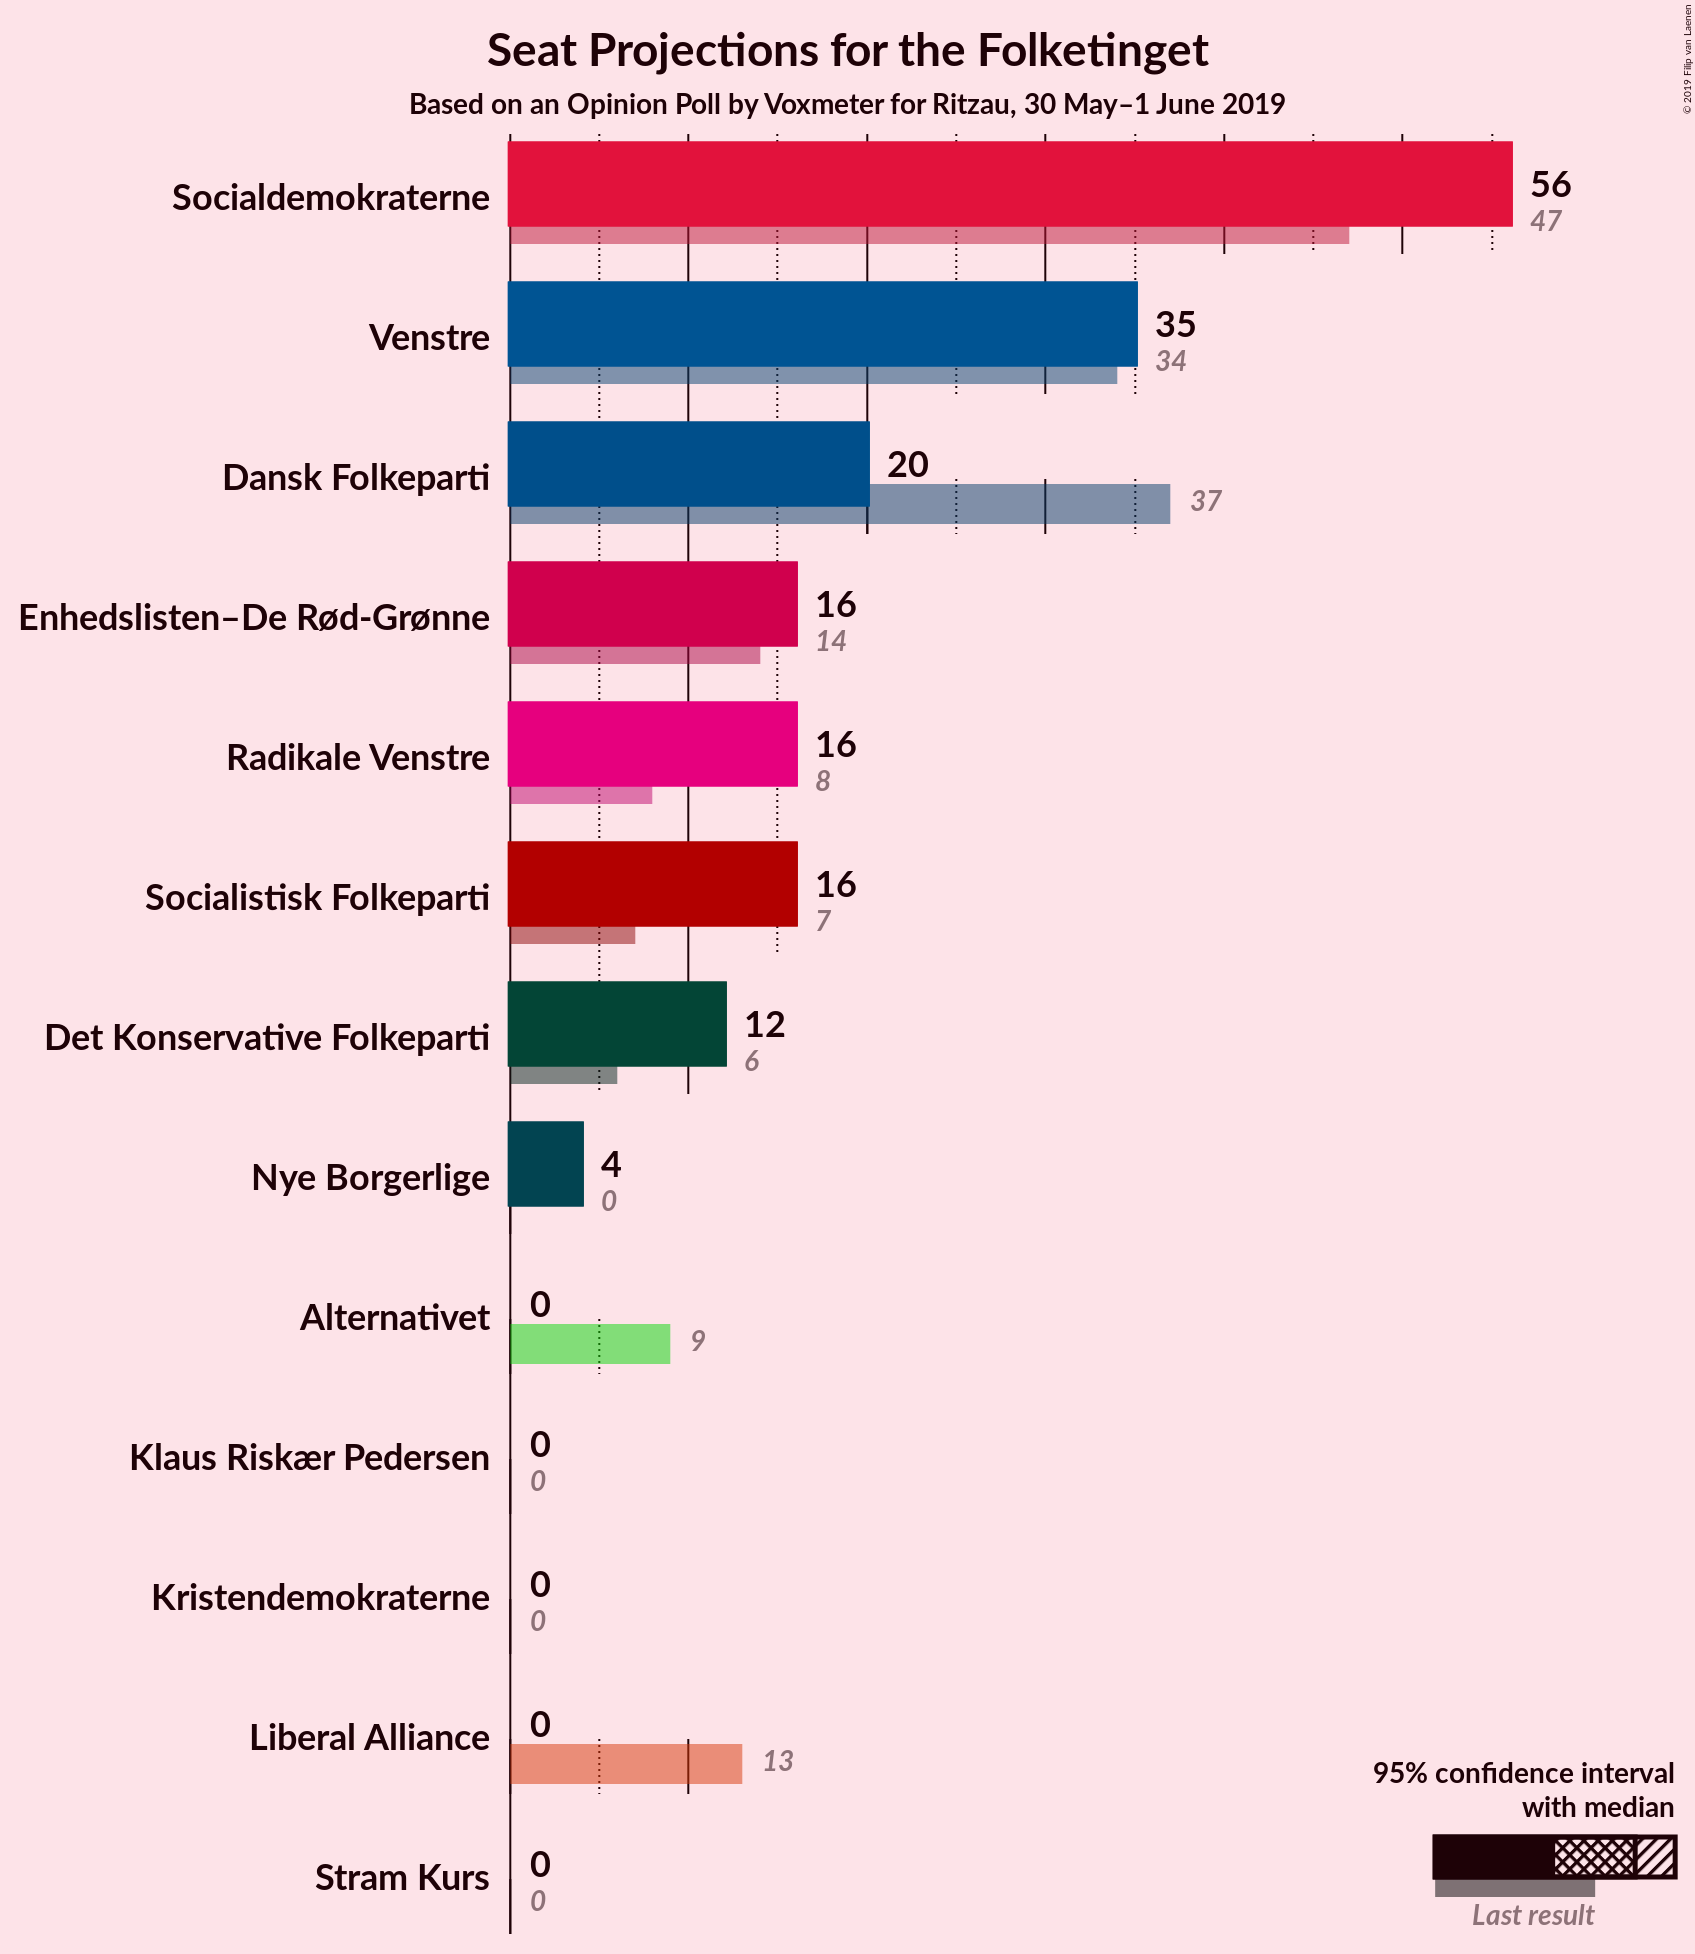 Seat Projections for the Folketinget
Based on an Opinion Poll by Voxmeter for Ritzau, 30 May–1 June 2019
© 2019 Filip van Laenen
Socialdemokraterne
56
47
Venstre
35
34
Dansk Folkeparti
20
37
Enhedslisten–De Rød-Grønne
16
14
Radikale Venstre
16
8
Socialistisk Folkeparti
16
7
Det Konservative Folkeparti
12
6
Nye Borgerlige
4
0
Alternativet
0
9
Klaus Riskær Pedersen
0
0
Kristendemokraterne
0
0
Liberal Alliance
0
13
Stram Kurs
0
0
95% confidence interval
with median
Last result